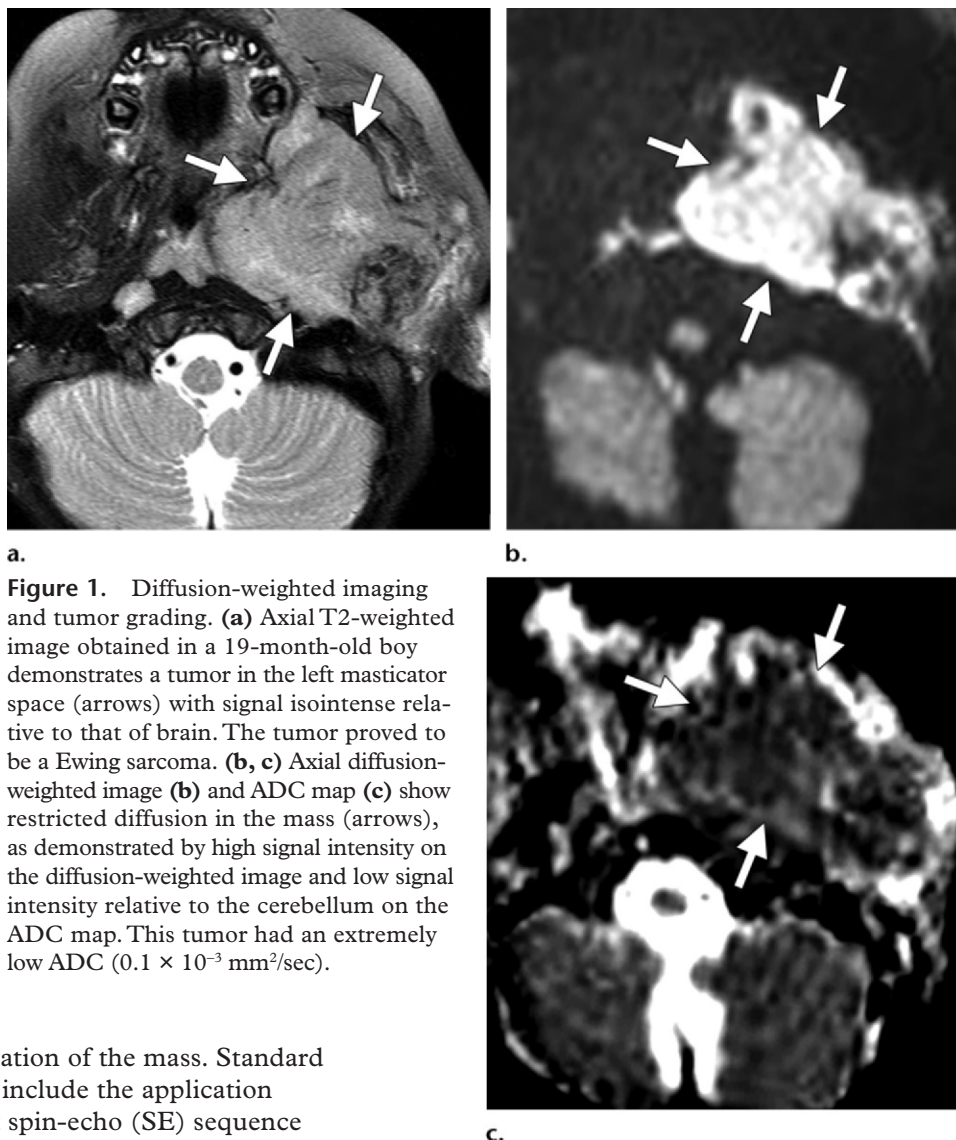 a.
b.
Figure 1. Diffusion-weighted imaging
and tumor grading. (a) Axial T2-weighted
image obtained in a 19-month-old boy
demonstrates a tumor in the left masticator
space (arrows) with signal isointense rela-
tive to that of brain. The tumor proved to
be a Ewing sarcoma. (b, c) Axial diffusion-
weighted image (b) and ADC map (c) show
restricted diffusion in the mass (arrows),
as demonstrated by high signal intensity on
the diffusion-weighted image and low signal
intensity relative to the cerebellum on the
ADC map. This tumor had an extremely
low ADC (0.1 × 10⁻³ mm²/sec).
ation of the mass. Standard
include the application
spin-echo (SE) sequence
c.